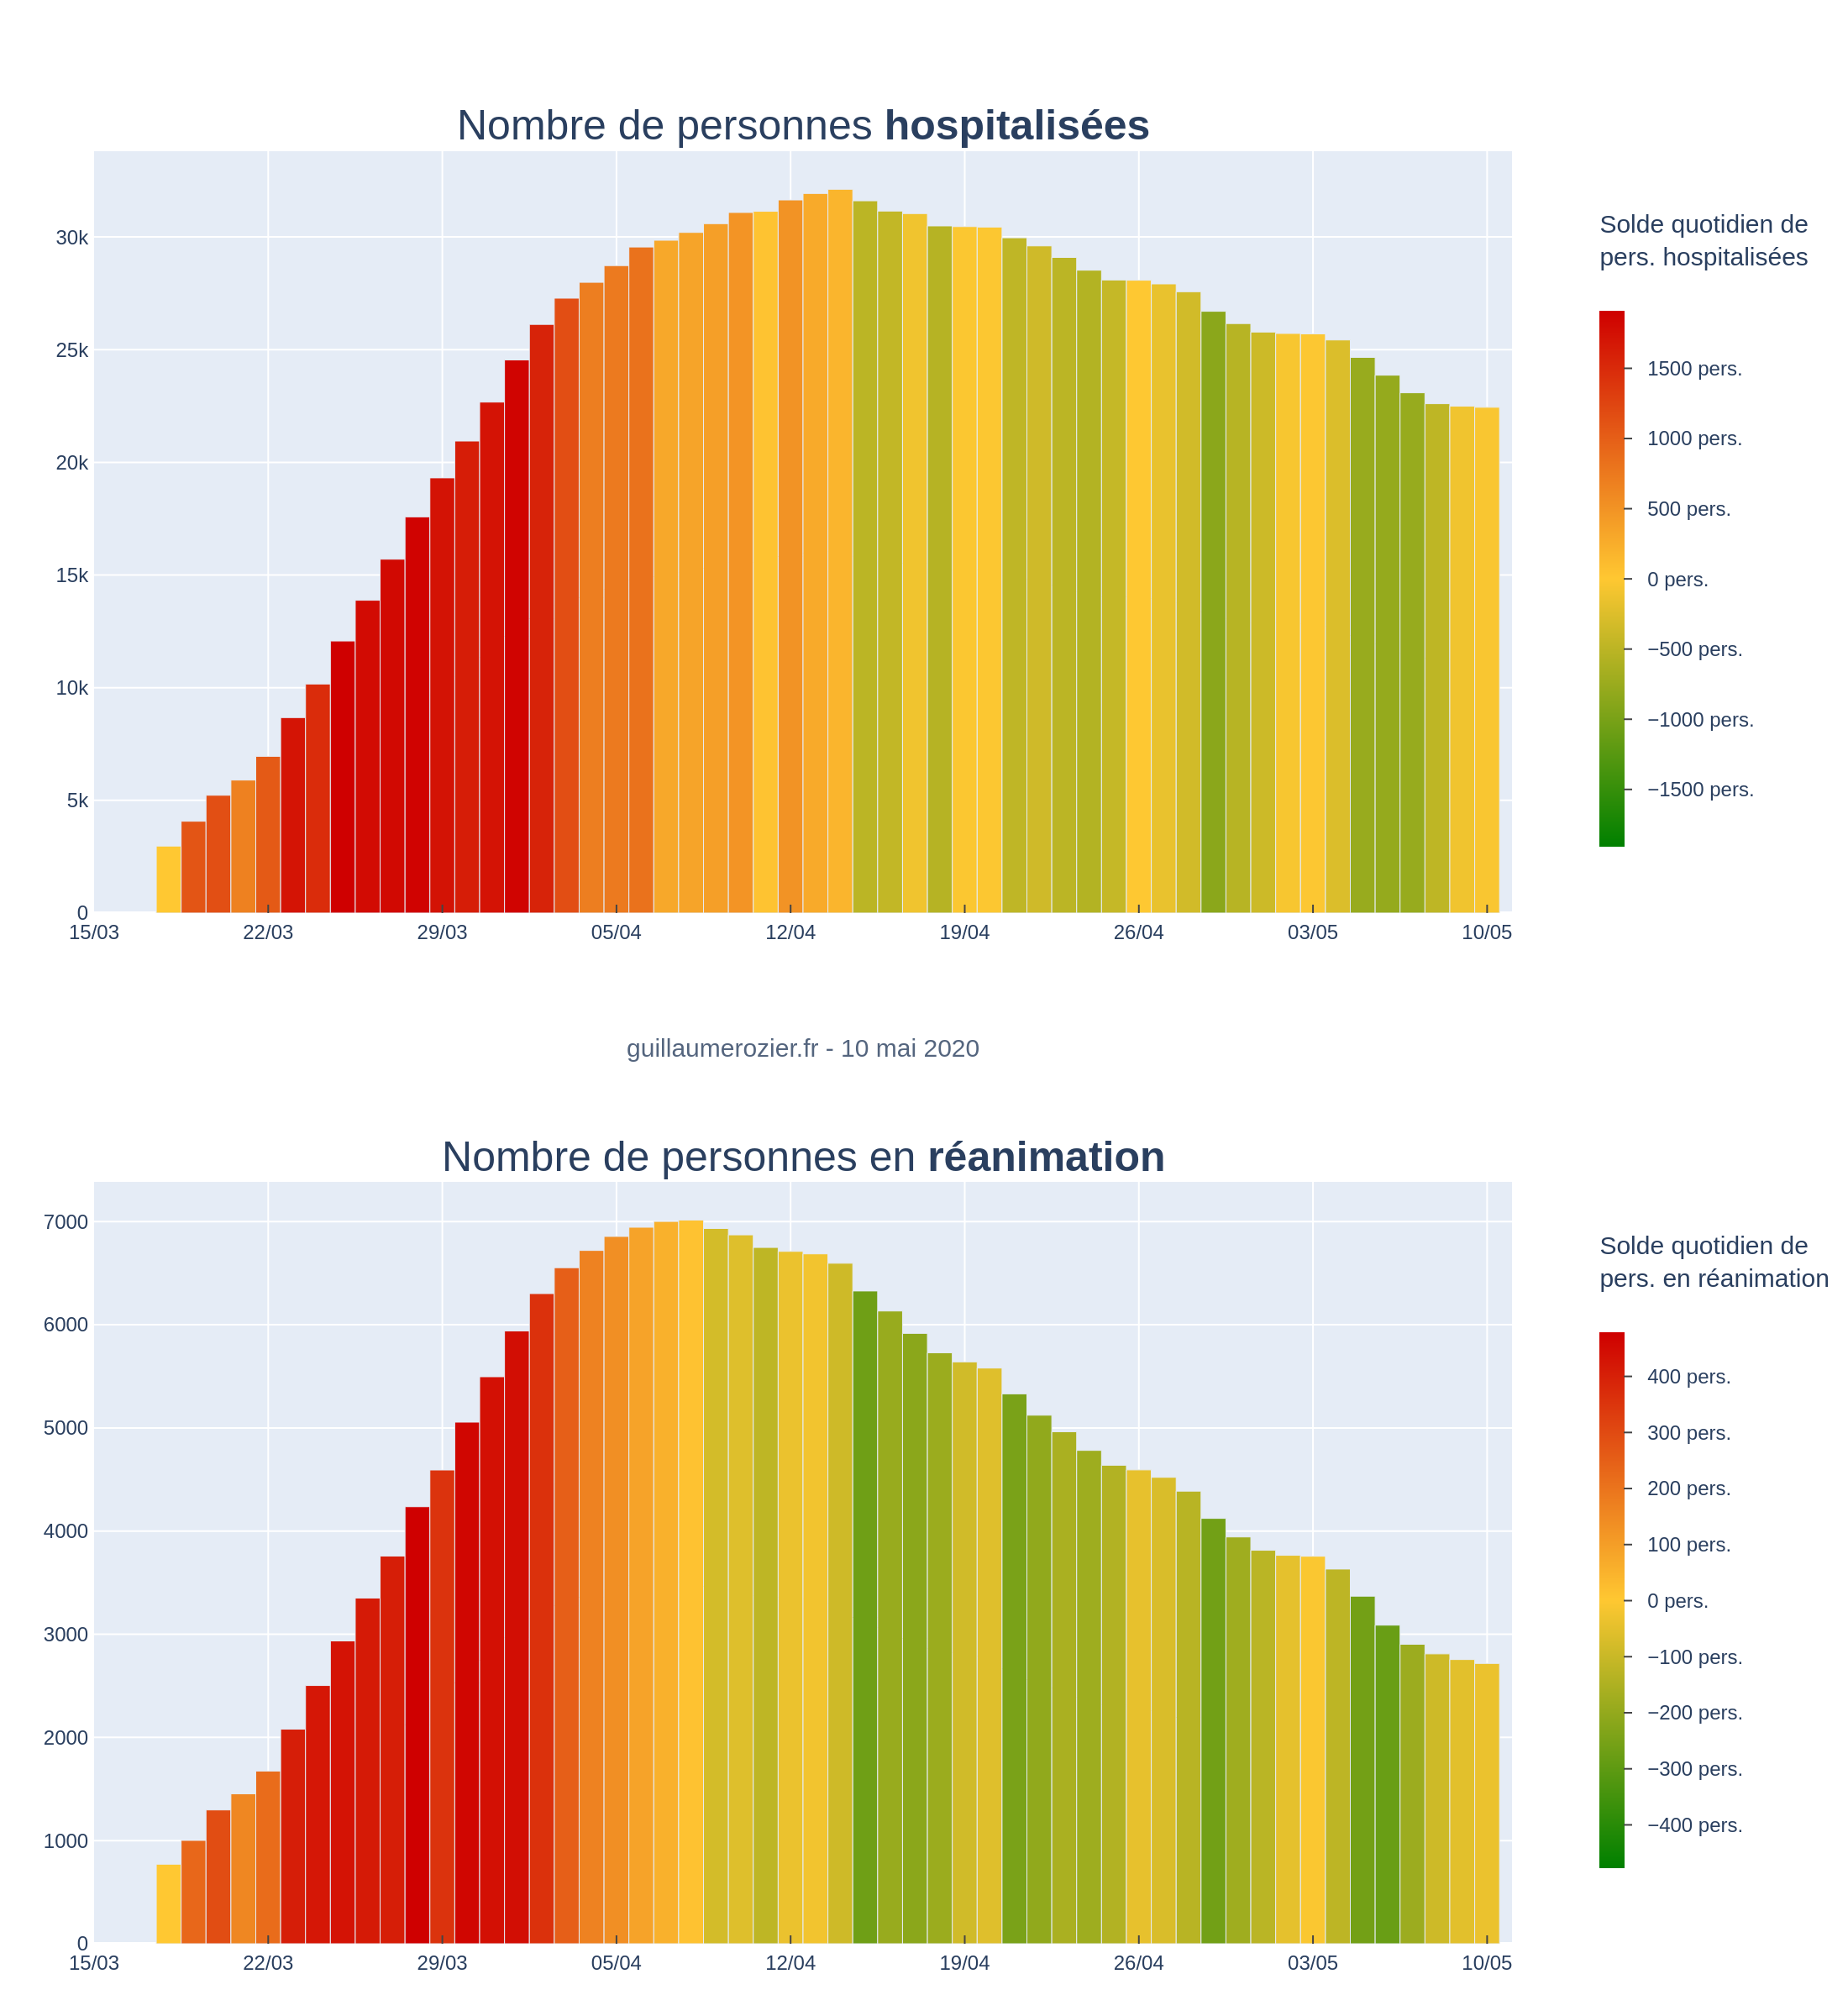 Nombre de personnes hospitalisées
30k
25k
20k
15k
10k
5k
0
15/03 22/03 29/03 05/04 12/04 19/04 26/04 03/05 10/05
Solde quotidien de
pers. hospitalisées
1500 pers.
1000 pers.
500 pers.
0 pers.
−500 pers.
−1000 pers.
−1500 pers.
guillaumerozier.fr - 10 mai 2020
Nombre de personnes en réanimation
7000
6000
5000
4000
3000
2000
1000
0
15/03 22/03 29/03 05/04 12/04 19/04 26/04 03/05 10/05
Solde quotidien de
pers. en réanimation
400 pers.
300 pers.
200 pers.
100 pers.
0 pers.
−100 pers.
−200 pers.
−300 pers.
−400 pers.